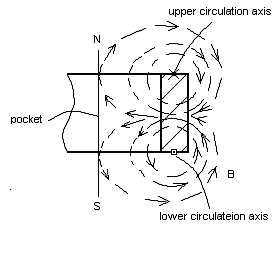 upper circulation axis
N
pocket
B
S
lower circulateion axis